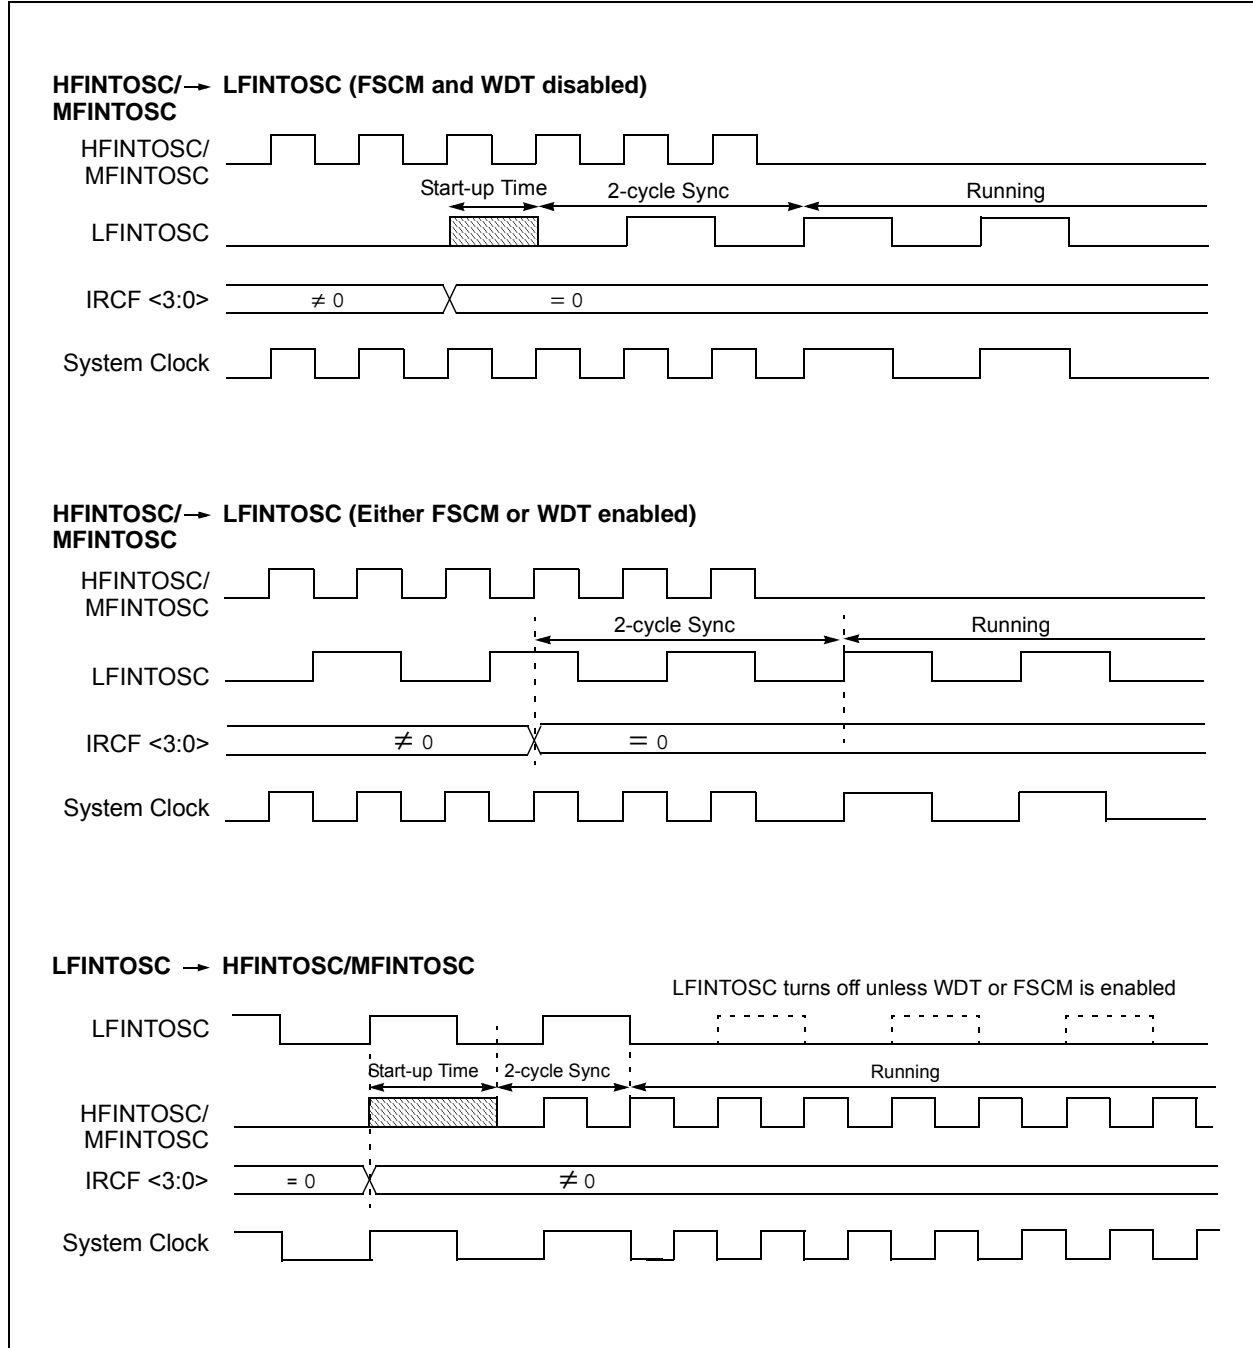 HFINTOSC/→ LFINTOSC (FSCM and WDT disabled)
MFINTOSC
HFINTOSC/
MFINTOSC
Start-up Time 2-cycle Sync Running
LFINTOSC
IRCF <3:0> ≠ 0 = 0
System Clock
HFINTOSC/→ LFINTOSC (Either FSCM or WDT enabled)
MFINTOSC
HFINTOSC/
MFINTOSC
2-cycle Sync Running
LFINTOSC
IRCF <3:0> ≠ 0 = 0
System Clock
LFINTOSC → HFINTOSC/MFINTOSC
LFINTOSC turns off unless WDT or FSCM is enabled
LFINTOSC
Start-up Time 2-cycle Sync Running
HFINTOSC/
MFINTOSC
IRCF <3:0> = 0 ≠ 0
System Clock